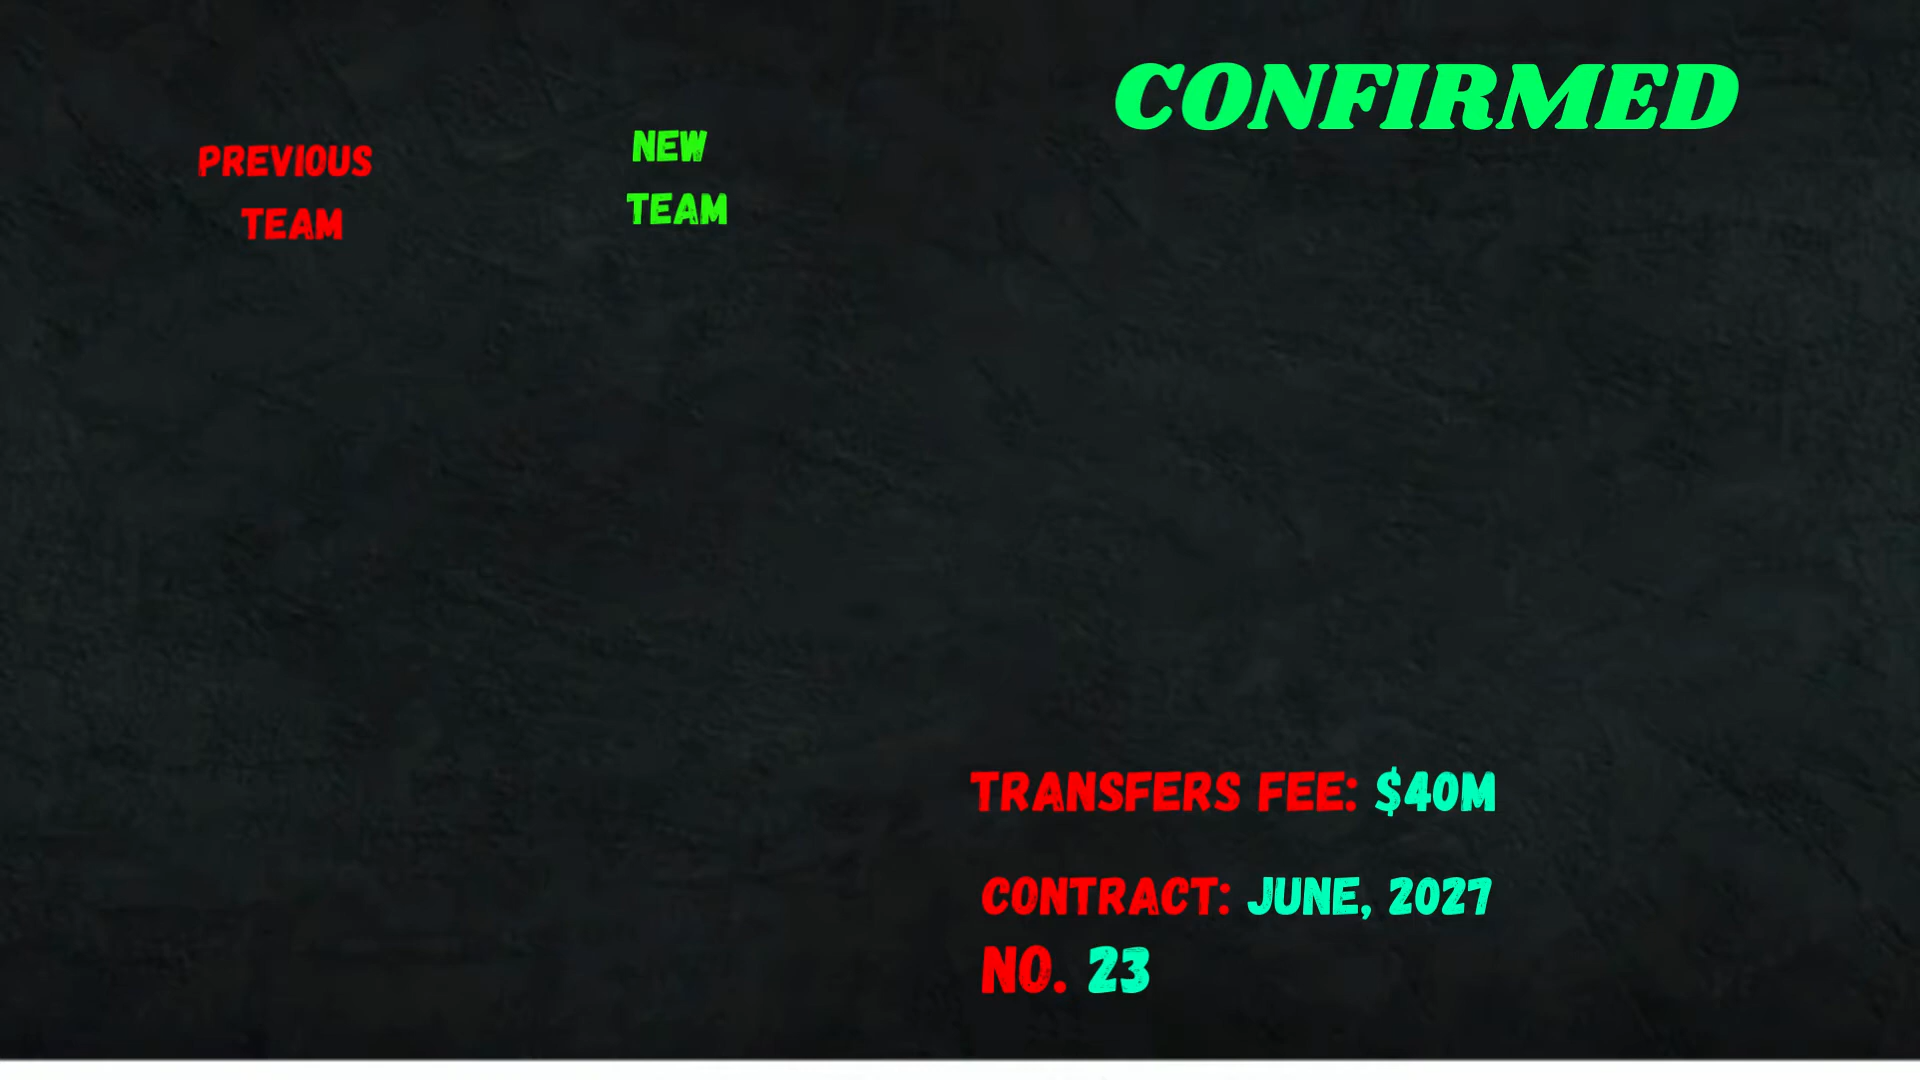 CONFIRMED
PREVIOUS
TEAM
NEW
TEAM
TRANSFERS FEE: $40M
CONTRACT: JUNE, 2027
NO. 23